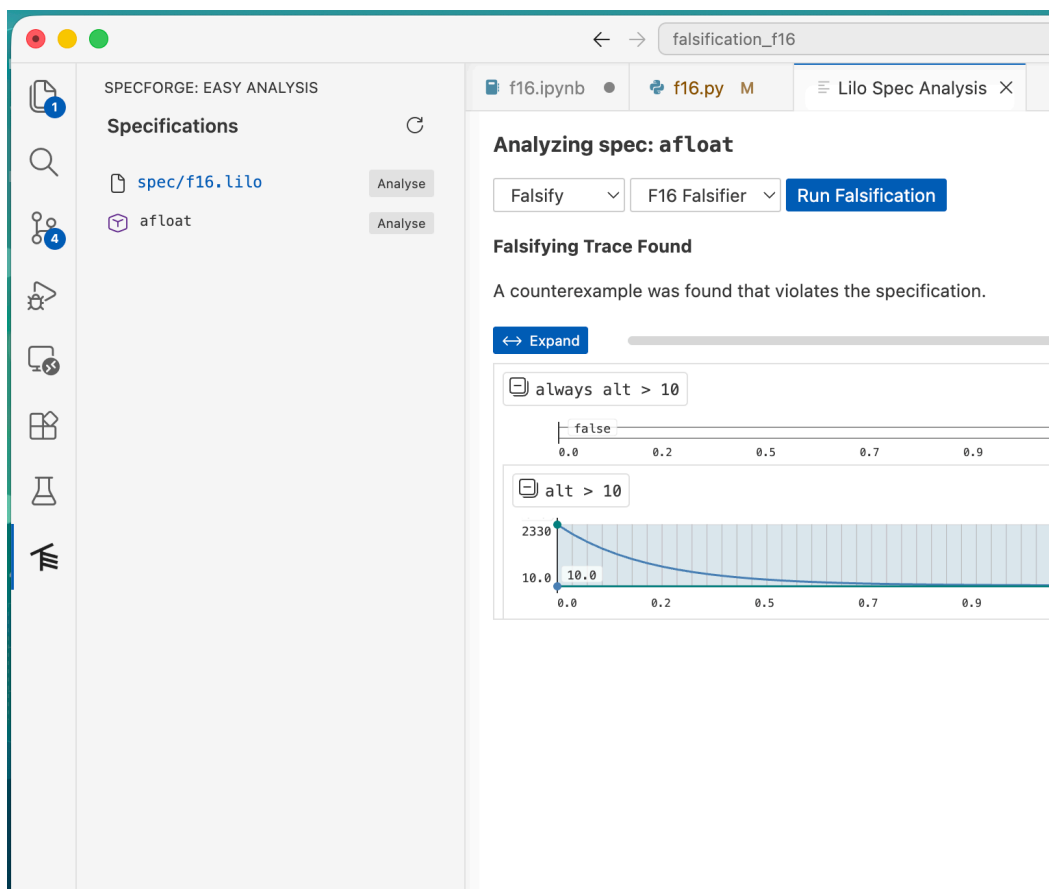 falsification_f16
1
4
SPECFORGE: EASY ANALYSIS
Specifications
spec/f16.lilo
Analyse
afloat
Analyse
f16.ipynb
f16.py M
Lilo Spec Analysis
Analyzing spec: afloat
Falsify
F16 Falsifier
Run Falsification
Falsifying Trace Found
A counterexample was found that violates the specification.
Expand
always alt > 10
false
0.0 0.2 0.5 0.7 0.9
alt > 10
2330
10.0 10.0
0.0 0.2 0.5 0.7 0.9